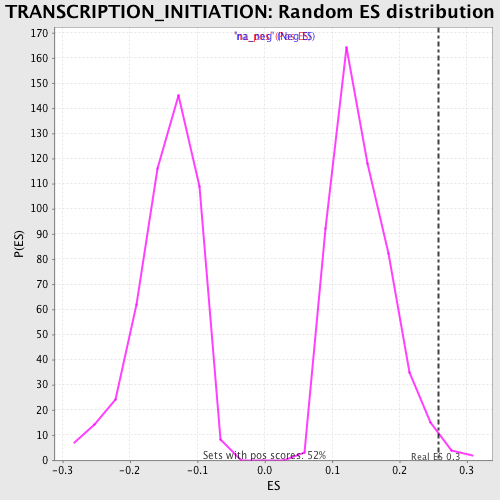 TRANSCRIPTION_INITIATION: Random ES distribution
(Neg ES)
170
160
150
140
130
120
110
100
90
80
70
60
50
40
30
20
10
0
P(ES)
Sets with pos scores: 52%
Real ES 0.3
-0.3 -0.2 -0.1 0.0 0.1 0.2 0.3
ES